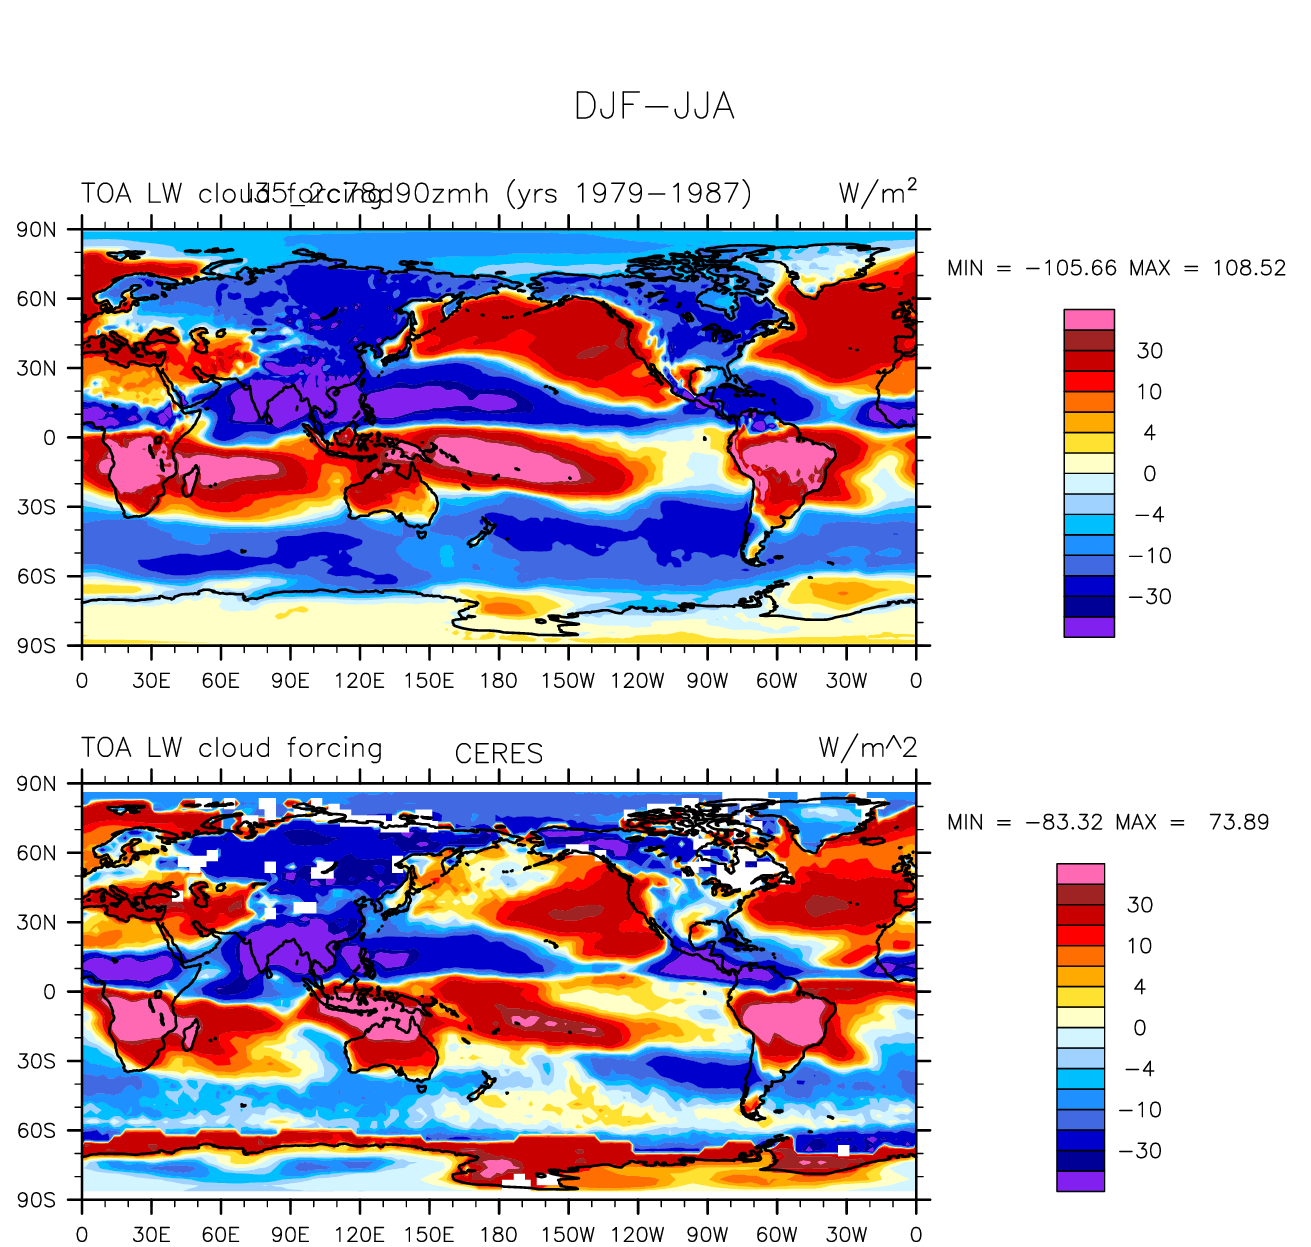 DJF-JJA
TOA LW cloud forcing (yrs 1979-1987) W/m²
90N
60N
30N
0
30S
60S
90S
0 30E 60E 90E 120E 150E 180 150W 120W 90W 60W 30W 0
MIN = -105.66 MAX = 108.52
30
10
4
0
-4
-10
-30
TOA LW cloud forcing CERES W/m^2
90N
60N
30N
0
30S
60S
90S
0 30E 60E 90E 120E 150E 180 150W 120W 90W 60W 30W 0
MIN = -83.32 MAX = 73.89
30
10
4
0
-4
-10
-30